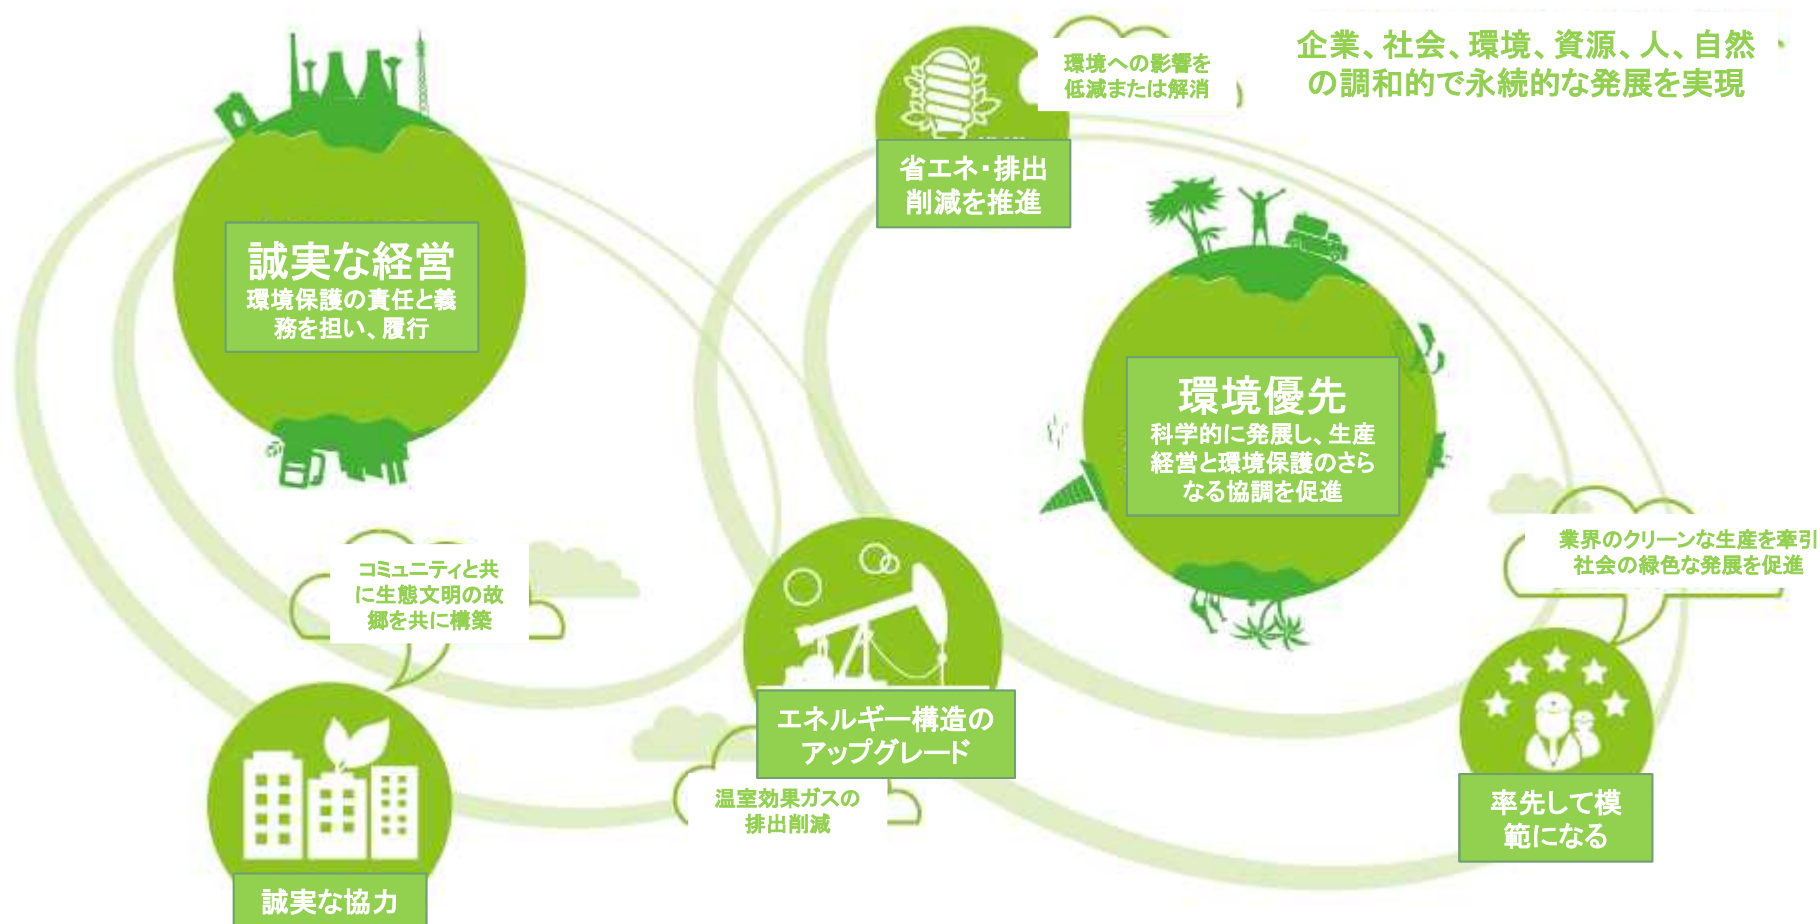 企業、社会、環境、資源、人、自然
の調和的で永続的な発展を実現
環境への影響を
低減または解消
省エネ・排出
削減を推進
誠実な経営
環境保護の責任と義
務を担い、履行
環境優先
科学的に発展し、生産
経営と環境保護のさら
なる協調を促進
業界のクリーンな生産を牽引
社会の緑色な発展を促進
コミュニティと共
に生態文明の故
郷を共に構築
エネルギー構造の
アップグレード
温室効果ガスの
排出削減
率先して模
範になる
誠実な協力